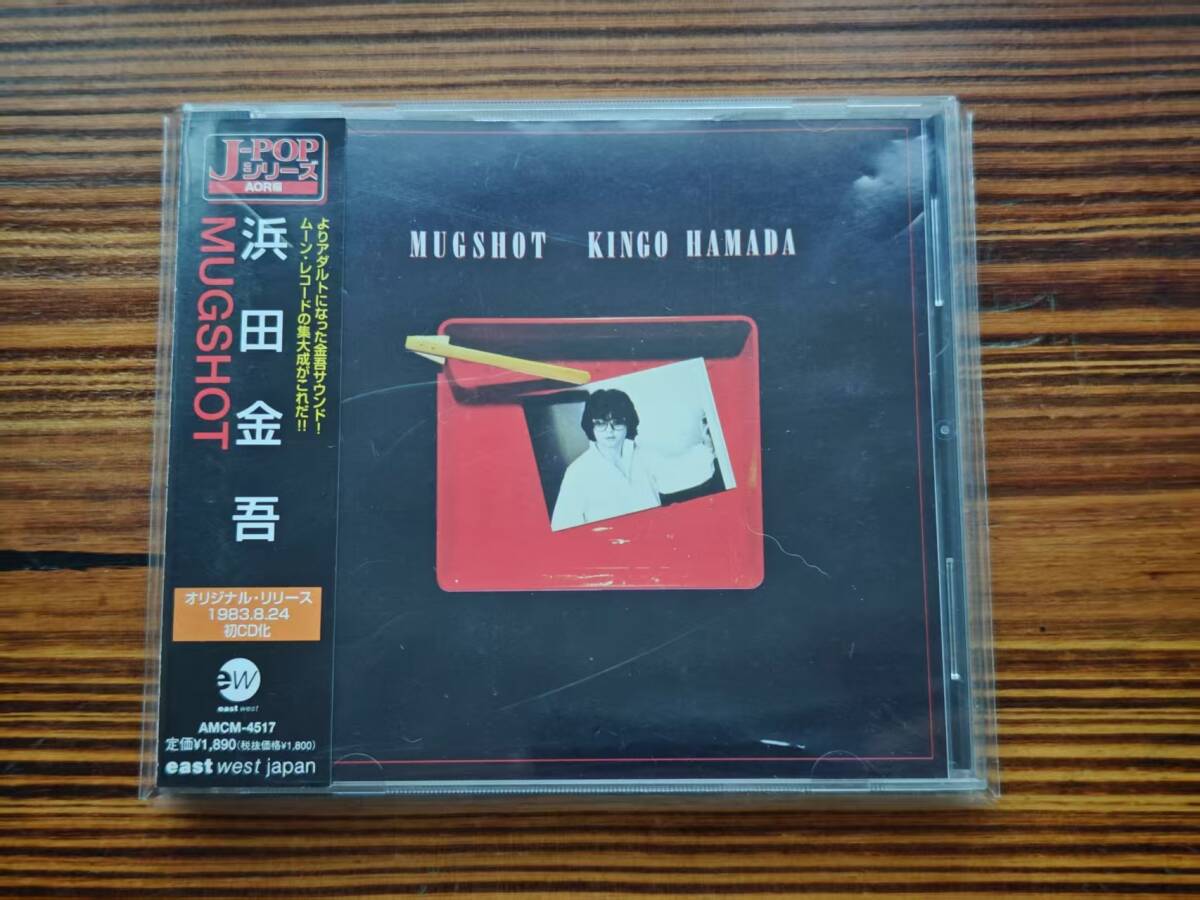 J-POP
シリーズ
AOR編
浜田金吾
MUGSHOT
よりアダルトになった金吾サウンド!
ムーン・レコードの集大成がこれだ!!
オリジナル・リリース
1983.8.24
初CD化
ew
east west
AMCM-4517
定価¥1,890(税抜価格¥1,800)
east west japan
MUGSHOT KINGO HAMADA